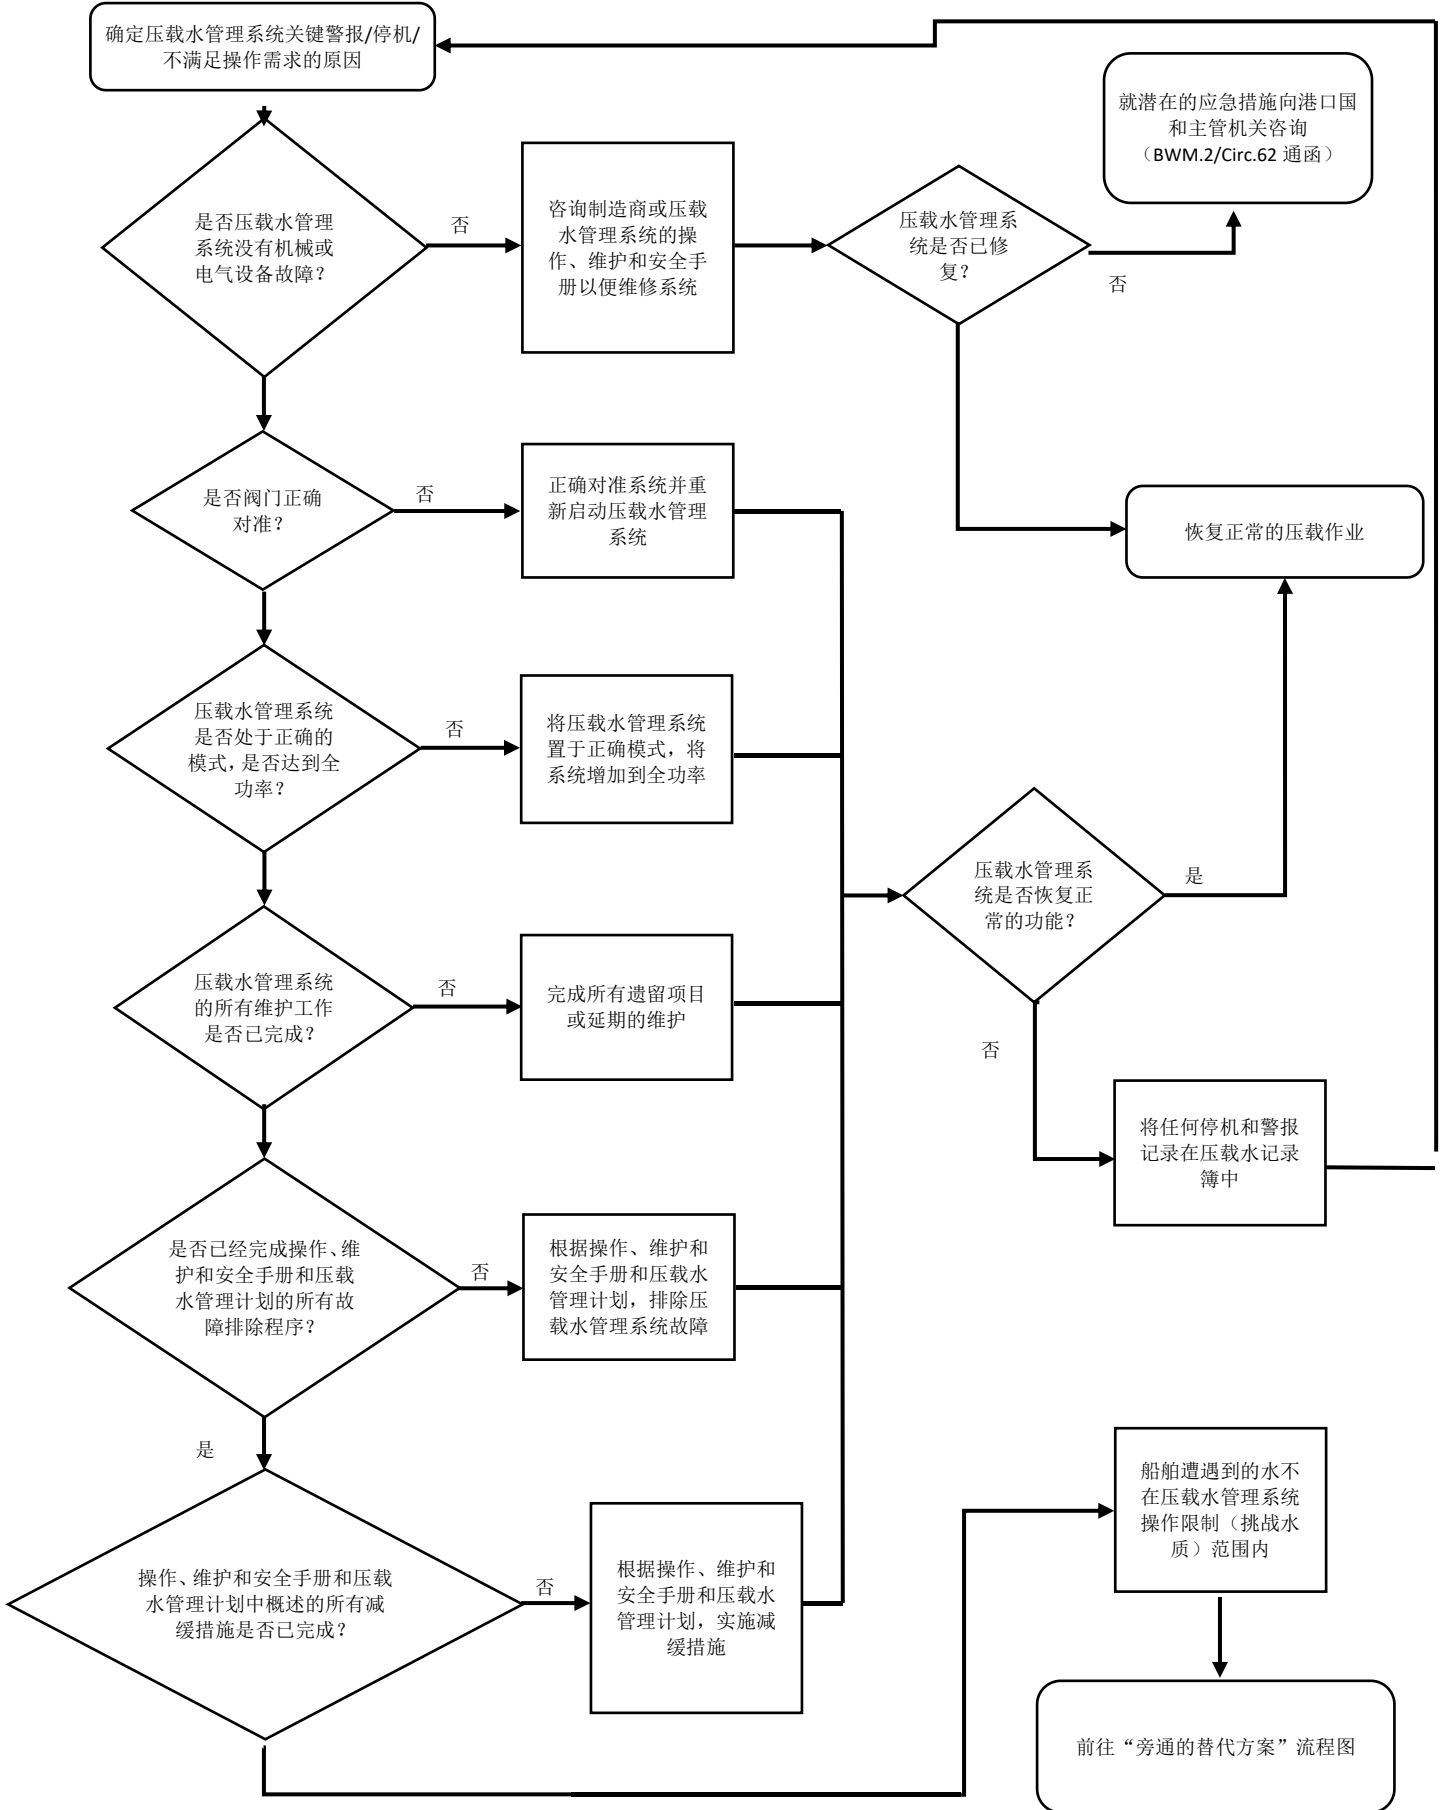 确定压载水管理系统关键警报/停机/
不满足操作需求的原因
就潜在的应急措施向港口国
和主管机关咨询
（BWM.2/Circ.62 通函）
是否压载水管理
系统没有机械或
电气设备故障？
否
咨询制造商或压载
水管理系统的操
作、维护和安全手
册以便维修系统
压载水管理系
统是否已修
复？
否
是否阀门正确
对准？
否
正确对准系统并重
新启动压载水管理
系统
恢复正常的压载作业
压载水管理系统
是否处于正确的
模式，是否达到全
功率？
否
将压载水管理系统
置于正确模式，将
系统增加到全功率
压载水管理系
统是否恢复正
常的功能？
是
否
压载水管理系统
的所有维护工作
是否已完成？
否
完成所有遗留项目
或延期的维护
将任何停机和警报
记录在压载水记录
簿中
是否已经完成操作、维
护和安全手册和压载
水管理计划的所有故
障排除程序？
否
根据操作、维护和
安全手册和压载水
管理计划，排除压
载水管理系统故障
是
船舶遭遇到的水不
在压载水管理系统
操作限制（挑战水
质）范围内
操作、维护和安全手册和压载
水管理计划中概述的所有减
缓措施是否已完成？
否
根据操作、维护和
安全手册和压载水
管理计划，实施减
缓措施
前往“旁通的替代方案”流程图